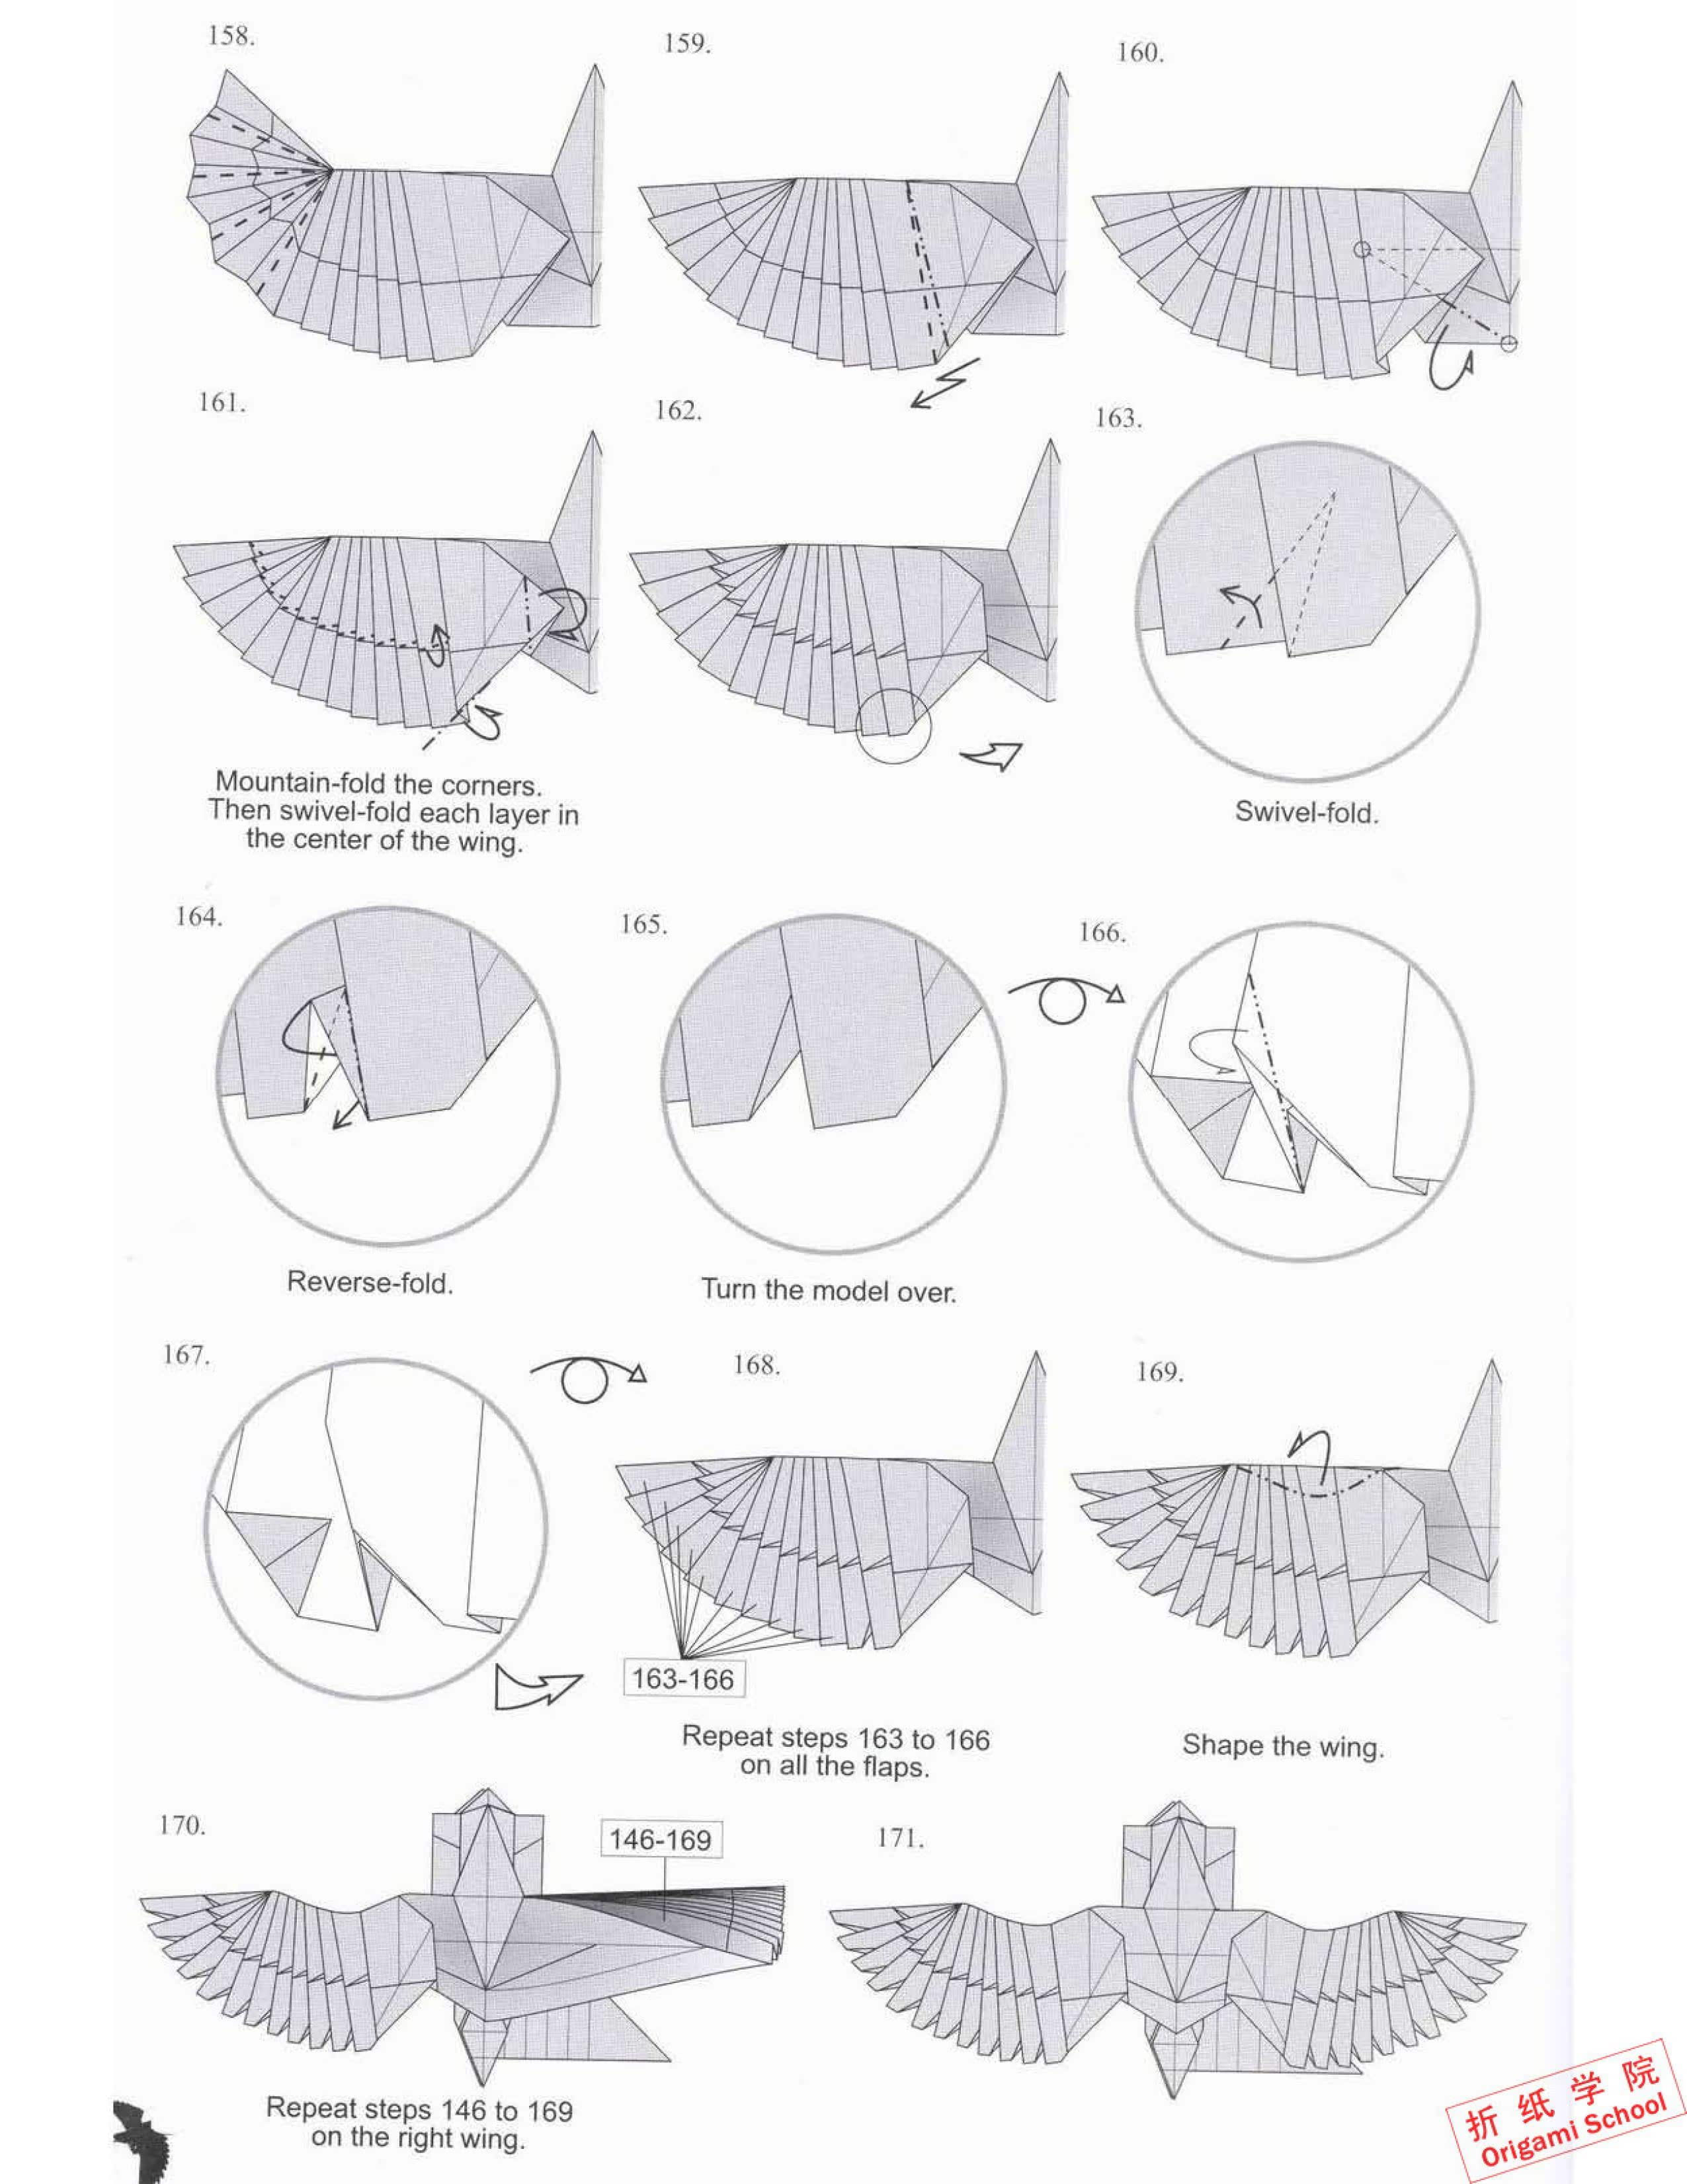 158.
159.
160.
161.
162.
163.
Mountain-fold the corners.
Then swivel-fold each layer in
the center of the wing.
Swivel-fold.
164.
165.
166.
Reverse-fold.
Turn the model over.
167.
168.
169.
163-166
Repeat steps 163 to 166
on all the flaps.
Shape the wing.
170.
146-169
171.
Repeat steps 146 to 169
on the right wing.
折纸学院
Origami School